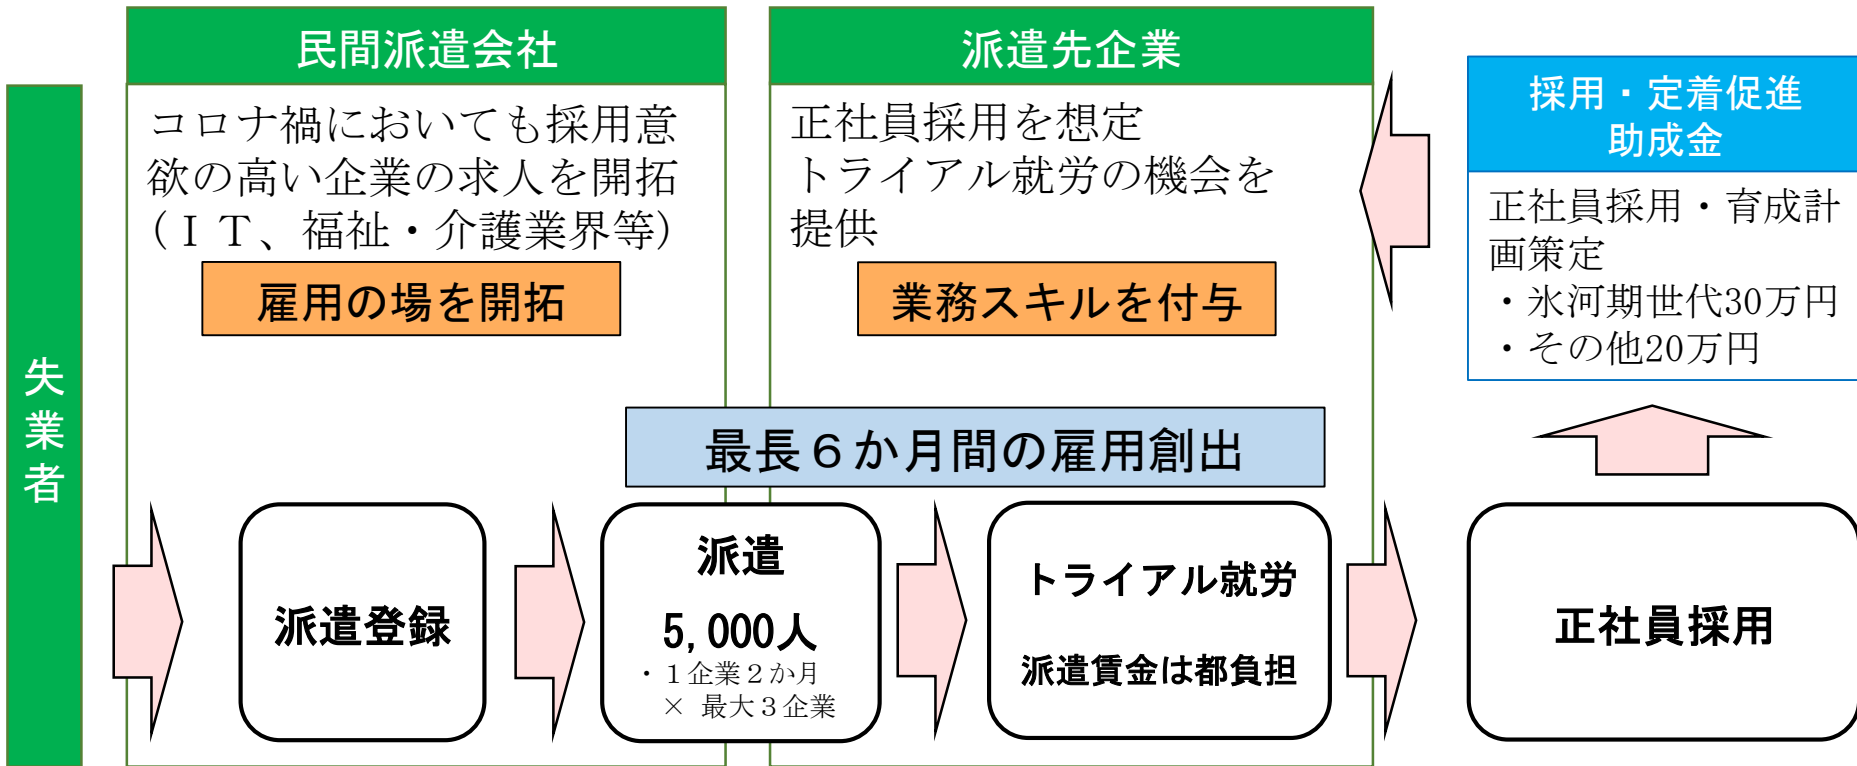 失業者
民間派遣会社
コロナ禍においても採用意
欲の高い企業の求人を開拓
（ＩＴ、福祉・介護業界等）
雇用の場を開拓
派遣先企業
正社員採用を想定
トライアル就労の機会を
提供
業務スキルを付与
採用・定着促進
助成金
正社員採用・育成計
画策定
・氷河期世代30万円
・その他20万円
最長６か月間の雇用創出
派遣登録
派遣
5,000人
・１企業２か月
× 最大３企業
トライアル就労
派遣賃金は都負担
正社員採用